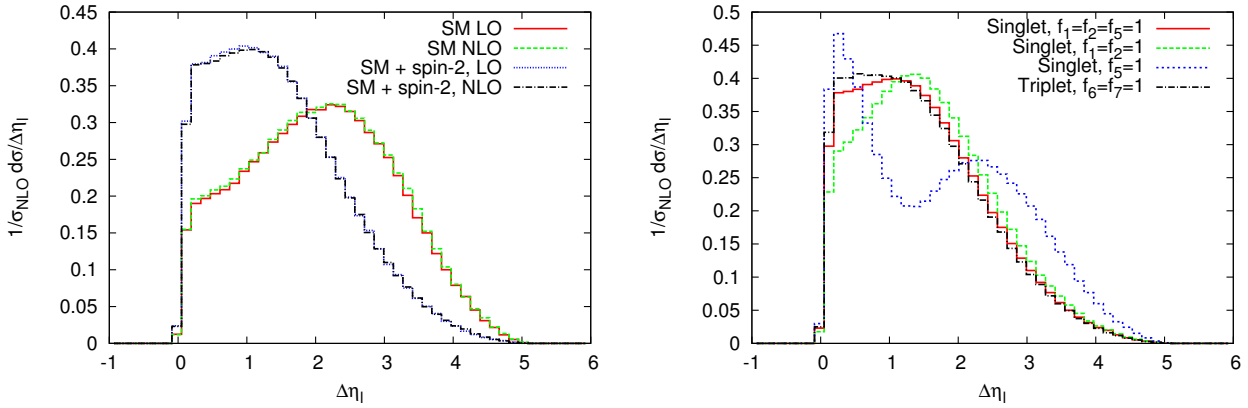 1/σ_NLO dσ/Δη_l
0.45
0.4
0.35
0.3
0.25
0.2
0.15
0.1
0.05
0
-1 0 1 2 3 4 5 6
Δη_l
SM LO
SM NLO
SM + spin-2, LO
SM + spin-2, NLO
1/σ_NLO dσ/Δη_l
0.5
0.45
0.4
0.35
0.3
0.25
0.2
0.15
0.1
0.05
0
-1 0 1 2 3 4 5 6
Δη_l
Singlet, f_1=f_2=f_5=1
Singlet, f_1=f_2=1
Singlet, f_5=1
Triplet, f_6=f_7=1